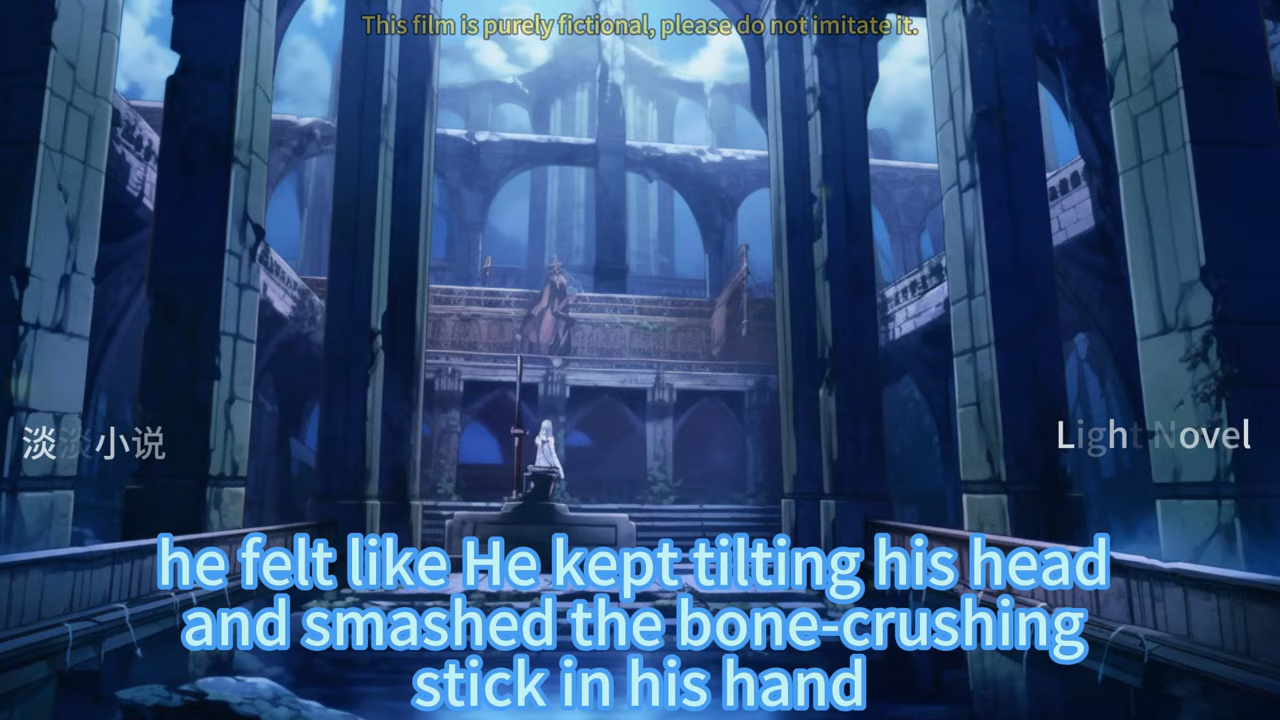 This film is purely fictional, please do not imitate it.
淡淡小说
Light Novel
he felt like He kept tilting his head
and smashed the bone-crushing
stick in his hand